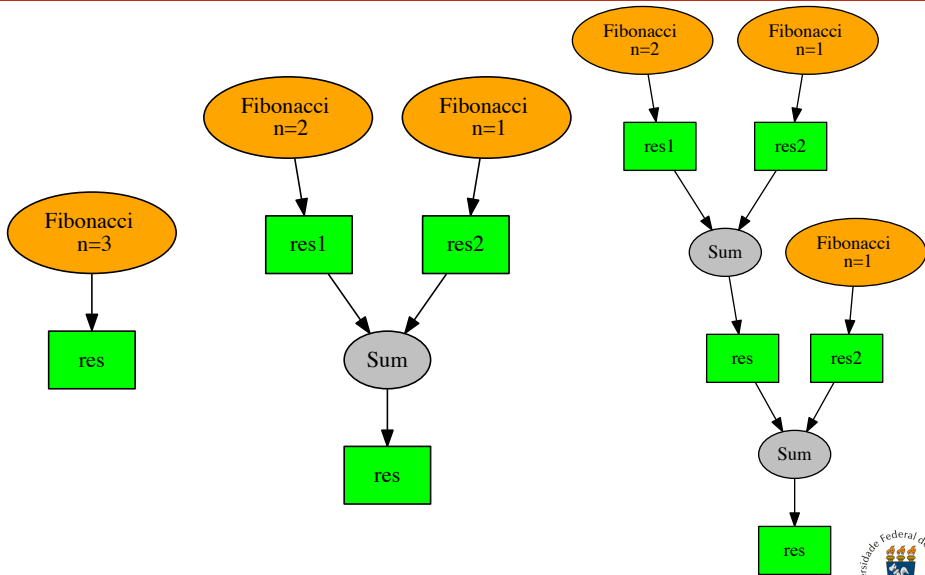 Fibonacci
n=3
res
Fibonacci
n=2
Fibonacci
n=1
res1
res2
Sum
res
Fibonacci
n=2
Fibonacci
n=1
res1
res2
Sum
Fibonacci
n=1
res
res2
Sum
res
Federal